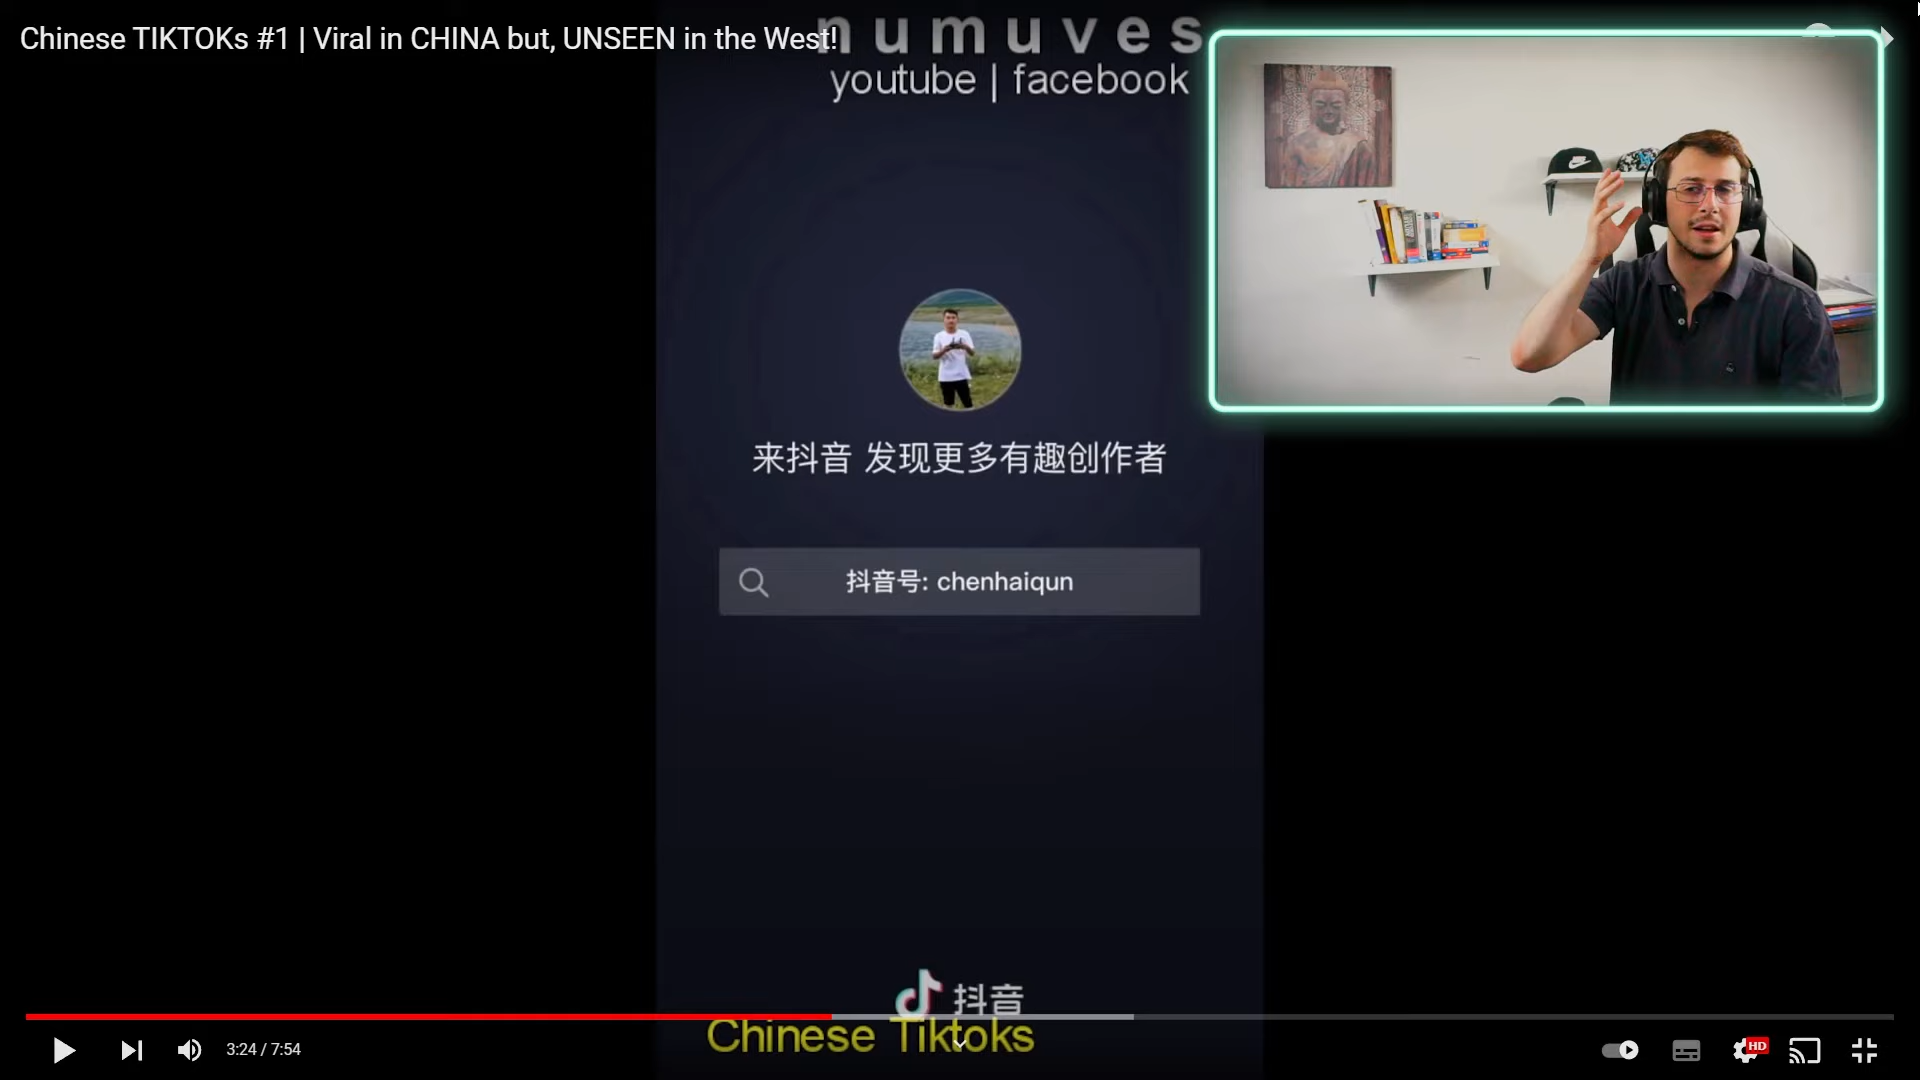 Chinese TIKTOKs #1 | Viral in CHINA but, UNSEEN in the West!
numuves
youtube | facebook
来抖音 发现更多有趣创作者
抖音号: chenhaiqun
抖音
Chinese Tiktoks
3:24 / 7:54
HD